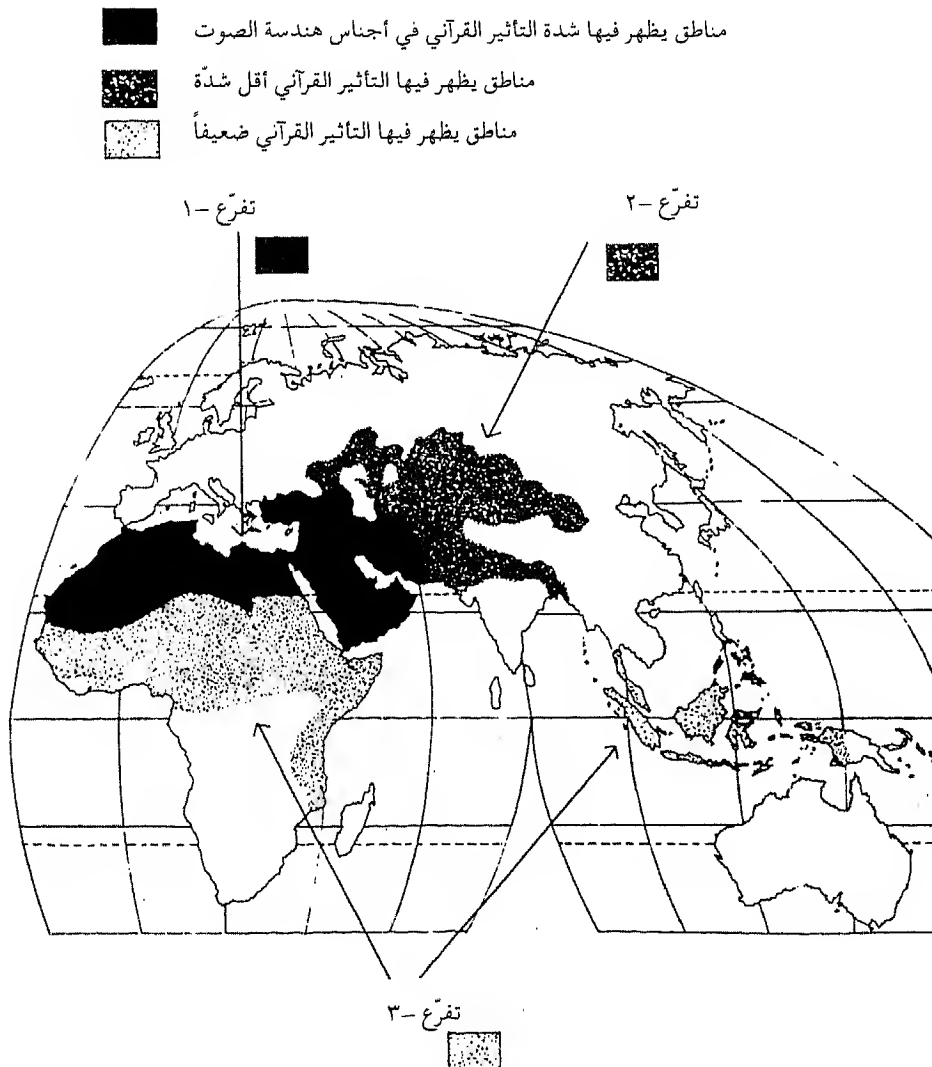 مناطق يظهر فيها شدة التأثير القرآني في أجناس هندسة الصوت
مناطق يظهر فيها التأثير القرآني أقل شدّة
مناطق يظهر فيها التأثير القرآني ضعيفاً
تفرّع -٢
تفرّع -١
تفرّع -٣